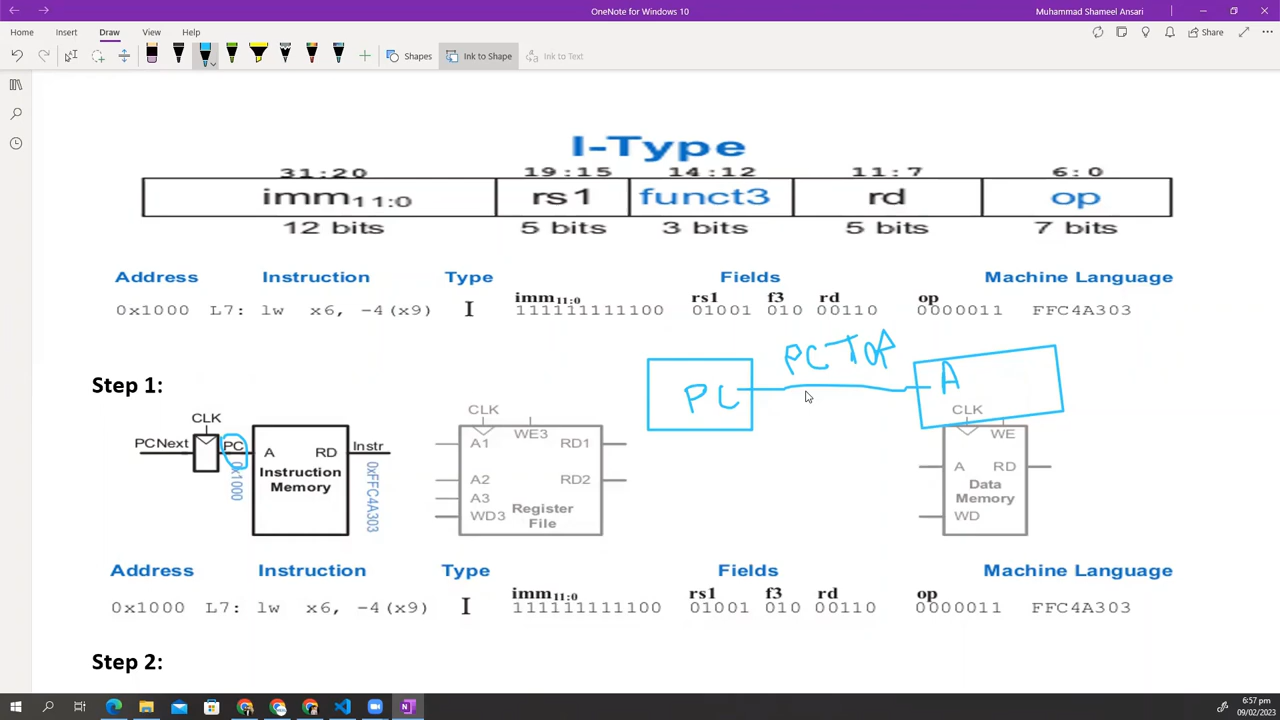 OneNote for Windows 10
Muhammad Shameel Ansari
Home Insert Draw View Help
Shapes Ink to Shape Ink to Text Share
I-Type
31:20 19:15 14:12 11:7 6:0
imm11:0 rs1 funct3 rd op
12 bits 5 bits 3 bits 5 bits 7 bits
Address Instruction Type Fields Machine Language
imm11:0 rs1 f3 rd op
0x1000 L7: lw x6, -4(x9) I 111111111100 01001 010 00110 0000011 FFC4A303
PCTOP
Step 1:
PC A
CLK CLK CLK
PCNext PC A RD Instr A1 WE3 RD1 WE
Instruction Memory A2 RD2 A RD
0x1000 0xFFC4A303 A3 Data Memory
WD3 Register File WD
Address Instruction Type Fields Machine Language
imm11:0 rs1 f3 rd op
0x1000 L7: lw x6, -4(x9) I 111111111100 01001 010 00110 0000011 FFC4A303
Step 2:
6:57 pm
09/02/2023